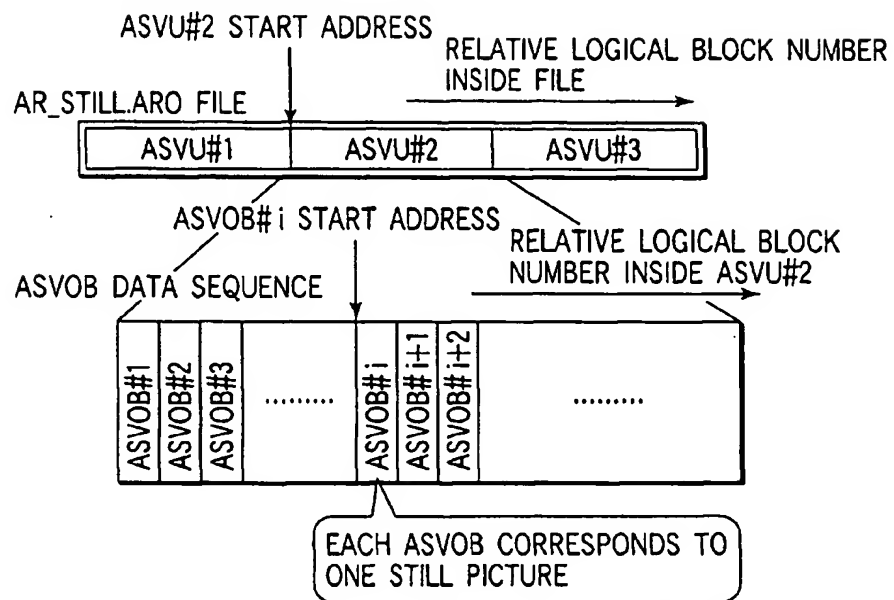 ASVU#2 START ADDRESS
RELATIVE LOGICAL BLOCK NUMBER
INSIDE FILE
AR_STILL.ARO FILE
ASVU#1 ASVU#2 ASVU#3
ASVOB#i START ADDRESS
RELATIVE LOGICAL BLOCK
NUMBER INSIDE ASVU#2
ASVOB DATA SEQUENCE
ASVOB#1
ASVOB#2
ASVOB#3
.........
ASVOB#i
ASVOB#i+1
ASVOB#i+2
.........
EACH ASVOB CORRESPONDS TO
ONE STILL PICTURE